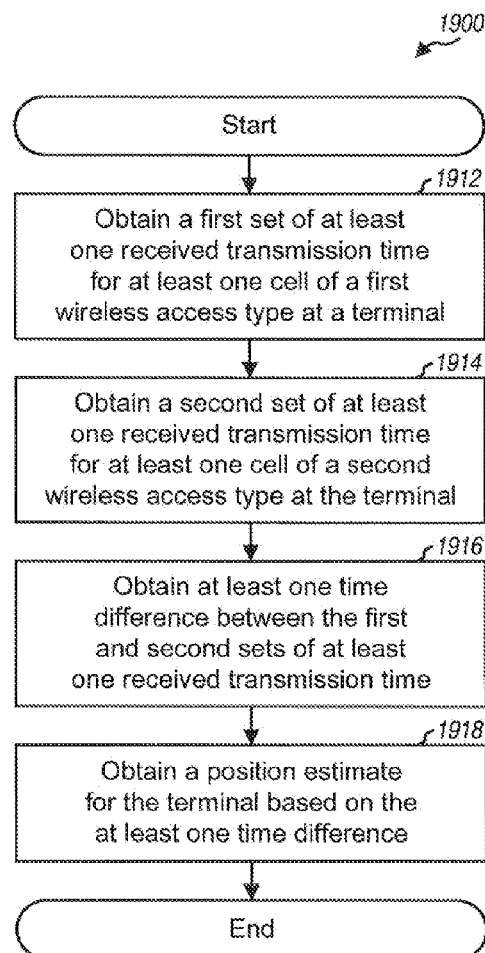 1900
Start
1912
Obtain a first set of at least
one received transmission time
for at least one cell of a first
wireless access type at a terminal
1914
Obtain a second set of at least
one received transmission time
for at least one cell of a second
wireless access type at the terminal
1916
Obtain at least one time
difference between the first
and second sets of at least
one received transmission time
1918
Obtain a position estimate
for the terminal based on the
at least one time difference
End